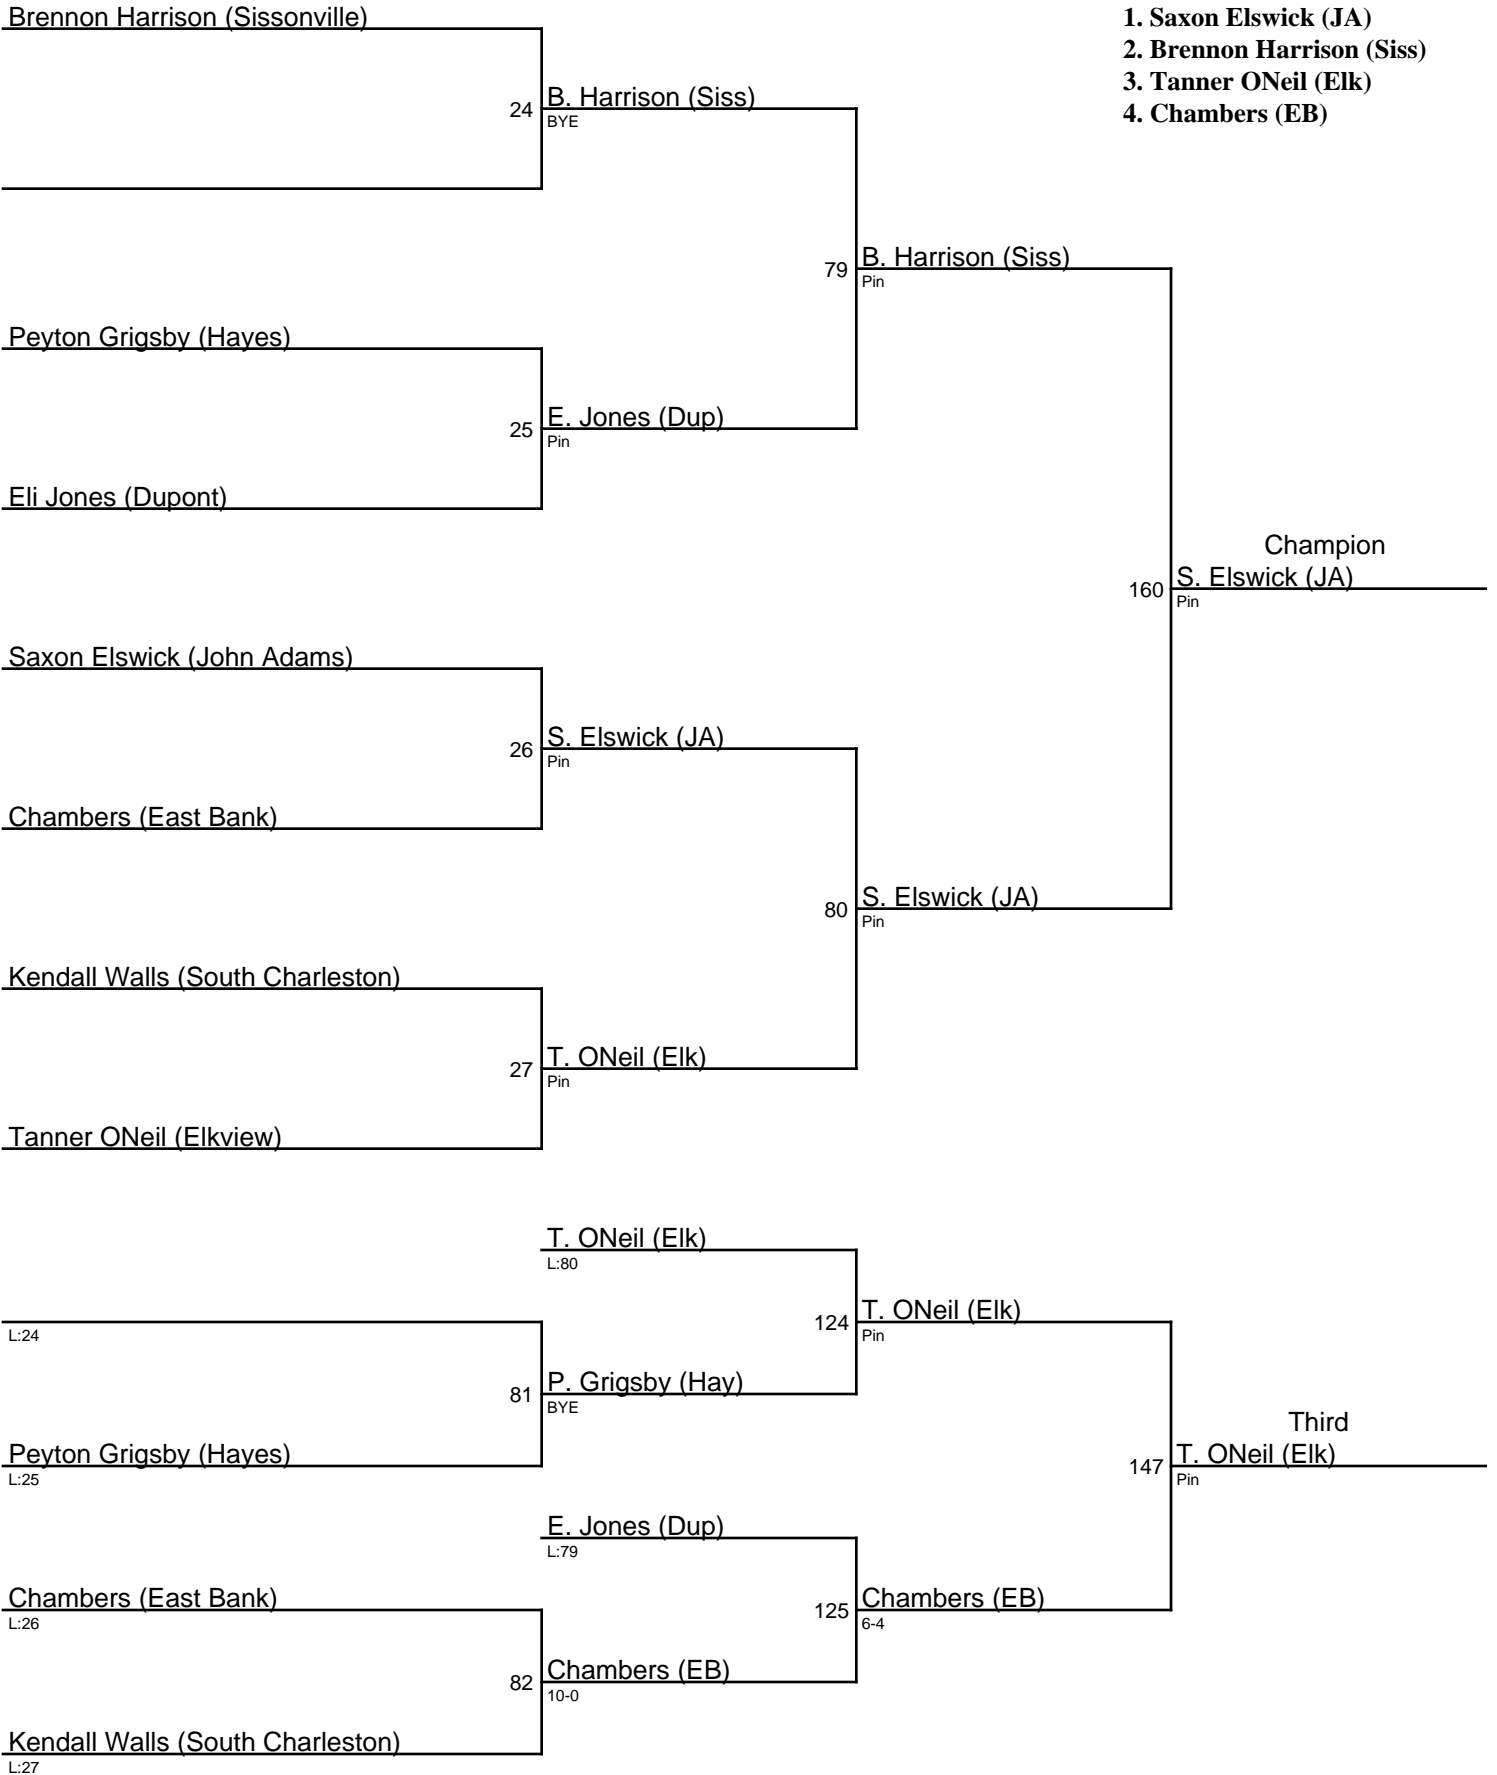 Brennon Harrison (Sissonville)
1. Saxon Elswick (JA)
2. Brennon Harrison (Siss)
3. Tanner ONeil (Elk)
4. Chambers (EB)
24
B. Harrison (Siss)
BYE
79
B. Harrison (Siss)
Pin
Peyton Grigsby (Hayes)
25
E. Jones (Dup)
Pin
Eli Jones (Dupont)
Champion
160
S. Elswick (JA)
Pin
Saxon Elswick (John Adams)
26
S. Elswick (JA)
Pin
Chambers (East Bank)
80
S. Elswick (JA)
Pin
Kendall Walls (South Charleston)
27
T. ONeil (Elk)
Pin
Tanner ONeil (Elkview)
T. ONeil (Elk)
L:80
L:24
124
T. ONeil (Elk)
Pin
81
P. Grigsby (Hay)
BYE
Peyton Grigsby (Hayes)
L:25
Third
147
T. ONeil (Elk)
Pin
E. Jones (Dup)
L:79
Chambers (East Bank)
L:26
125
Chambers (EB)
6-4
82
Chambers (EB)
10-0
Kendall Walls (South Charleston)
L:27